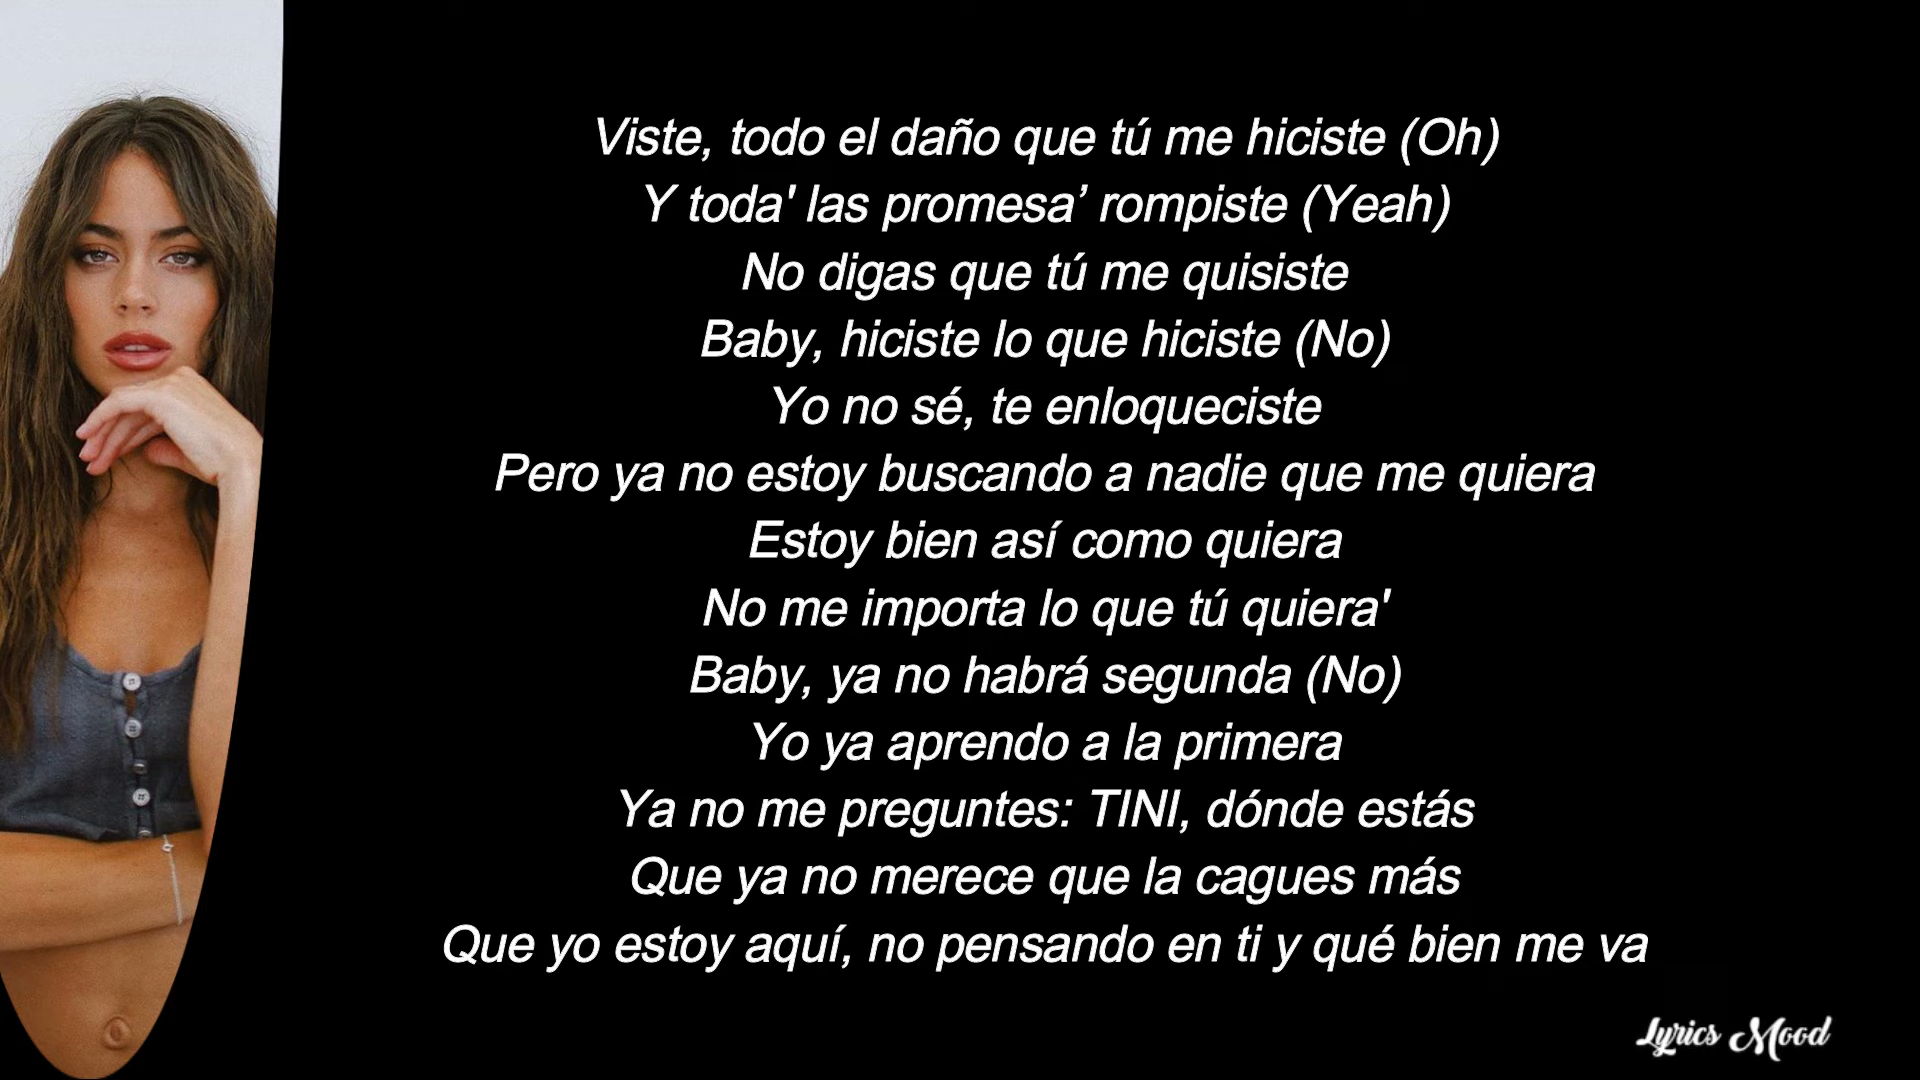 Viste, todo el daño que tú me hiciste (Oh)
Y toda' las promesa’ rompiste (Yeah)
No digas que tú me quisiste
Baby, hiciste lo que hiciste (No)
Yo no sé, te enloqueciste
Pero ya no estoy buscando a nadie que me quiera
Estoy bien así como quiera
No me importa lo que tú quiera'
Baby, ya no habrá segunda (No)
Yo ya aprendo a la primera
Ya no me preguntes: TINI, dónde estás
Que ya no merece que la cagues más
Que yo estoy aquí, no pensando en ti y qué bien me va
Lyrics Mood